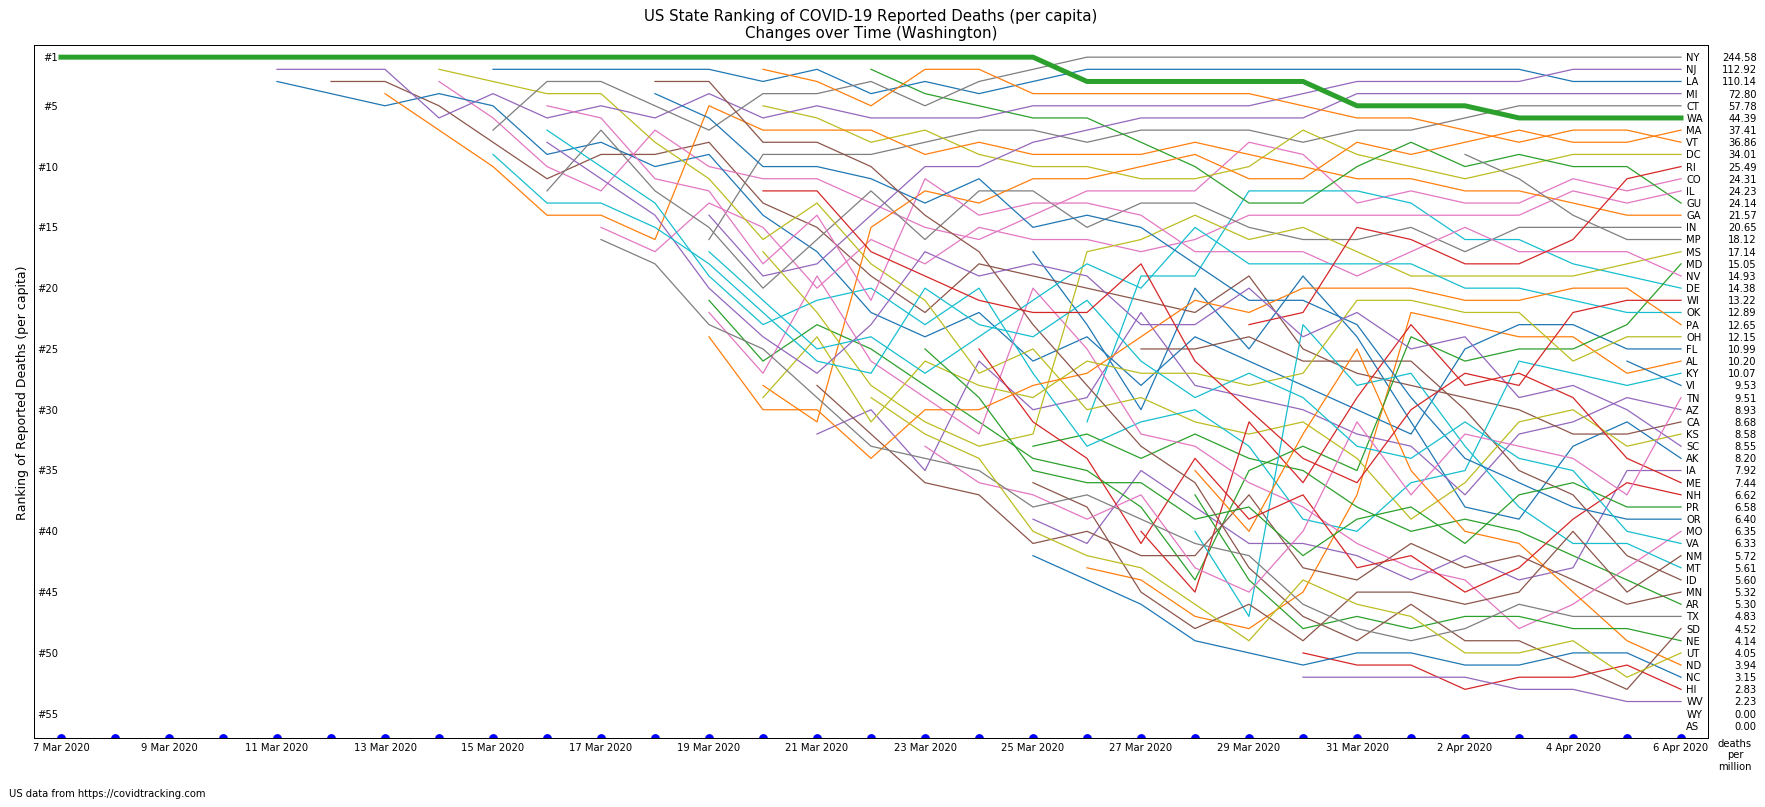 US State Ranking of COVID-19 Reported Deaths (per capita)
Changes over Time (Washington)
Ranking of Reported Deaths (per capita)
#1
#5
#10
#15
#20
#25
#30
#35
#40
#45
#50
#55
NY 244.58
NJ 112.92
LA 110.14
MI 72.80
CT 57.78
WA 44.39
MA 37.41
VT 36.86
DC 34.01
RI 25.49
CO 24.31
IL 24.23
GU 24.14
GA 21.57
IN 20.65
MP 18.12
MS 17.14
MD 15.05
NV 14.93
DE 14.38
WI 13.22
OK 12.89
PA 12.65
OH 12.15
FL 10.99
AL 10.20
KY 10.07
VI 9.53
TN 9.51
AZ 8.93
CA 8.68
KS 8.58
SC 8.55
AK 8.20
IA 7.92
ME 7.44
NH 6.62
PR 6.58
OR 6.40
MO 6.35
VA 6.33
NM 5.72
MT 5.61
ID 5.60
MN 5.32
AR 5.30
TX 4.83
SD 4.52
NE 4.14
UT 4.05
ND 3.94
NC 3.15
HI 2.83
WV 2.23
WY 0.00
AS 0.00
7 Mar 2020 9 Mar 2020 11 Mar 2020 13 Mar 2020 15 Mar 2020 17 Mar 2020 19 Mar 2020 21 Mar 2020 23 Mar 2020 25 Mar 2020 27 Mar 2020 29 Mar 2020 31 Mar 2020 2 Apr 2020 4 Apr 2020 6 Apr 2020
deaths
per
million
US data from https://covidtracking.com